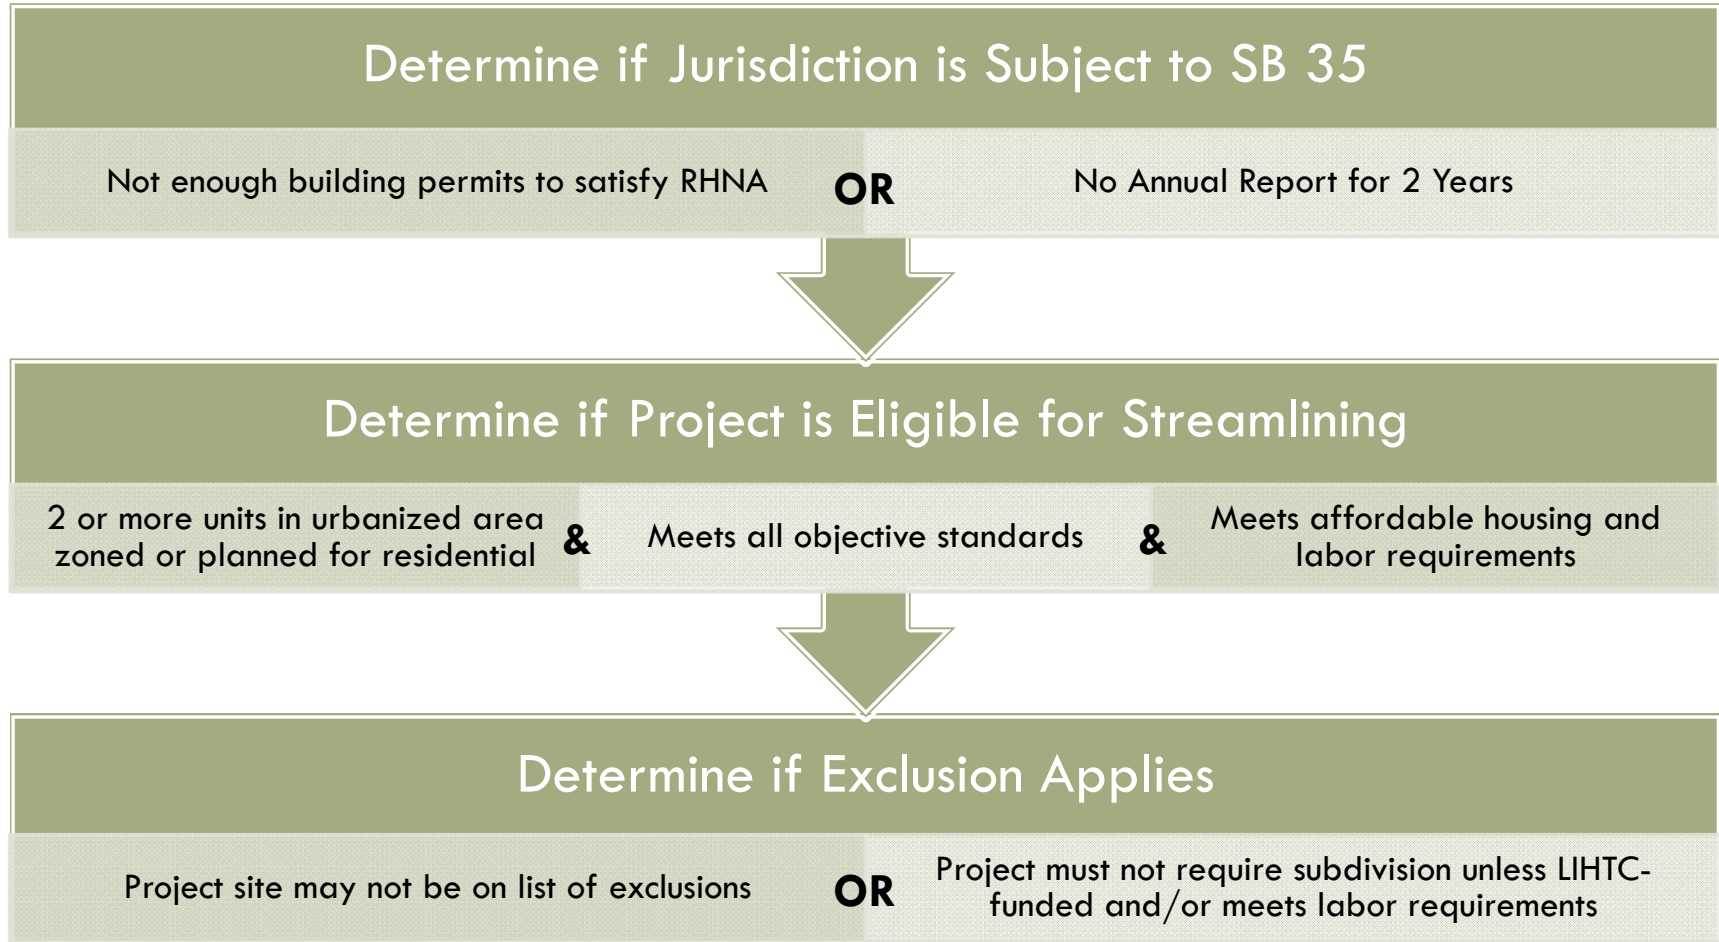 Determine if Jurisdiction is Subject to SB 35
Not enough building permits to satisfy RHNA
OR
No Annual Report for 2 Years
Determine if Project is Eligible for Streamlining
2 or more units in urbanized area
zoned or planned for residential
&
Meets all objective standards
&
Meets affordable housing and
labor requirements
Determine if Exclusion Applies
Project site may not be on list of exclusions
OR
Project must not require subdivision unless LIHTC-
funded and/or meets labor requirements